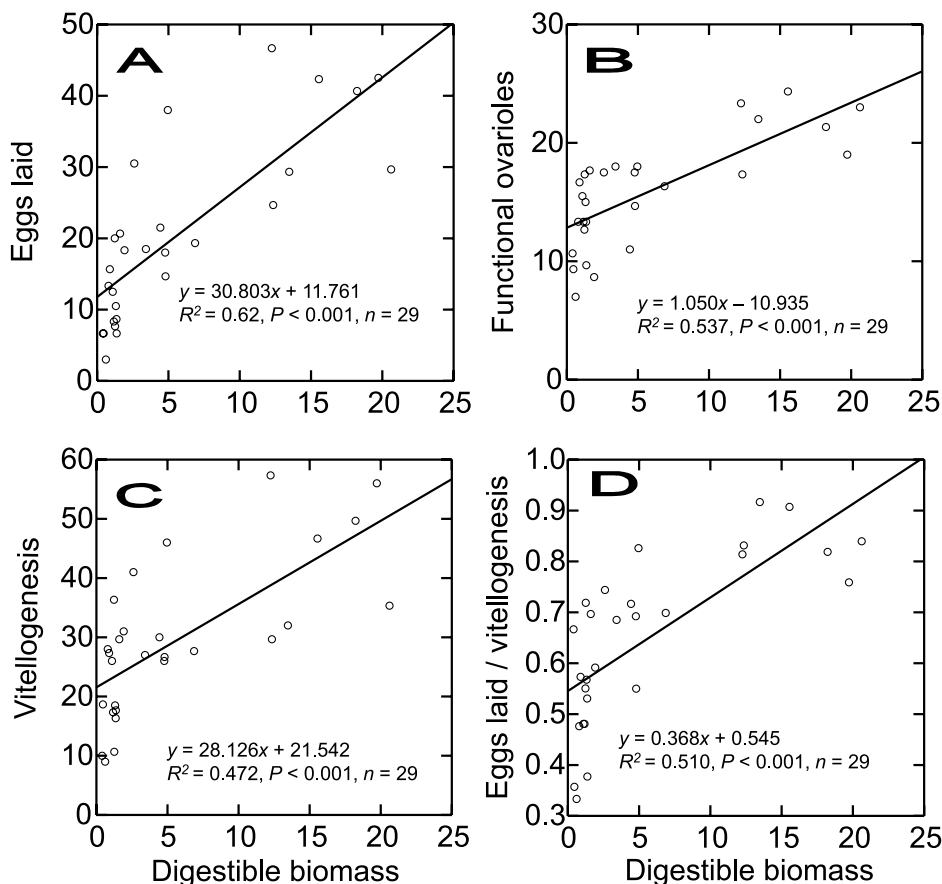 A
Eggs laid
50
40
30
20
10
0
y = 30.803x + 11.761
R² = 0.62, P < 0.001, n = 29
0 5 10 15 20 25
B
Functional ovarioles
30
20
10
0
y = 1.050x – 10.935
R² = 0.537, P < 0.001, n = 29
0 5 10 15 20 25
C
Vitellogenesis
60
50
40
30
20
10
0
y = 28.126x + 21.542
R² = 0.472, P < 0.001, n = 29
0 5 10 15 20 25
Digestible biomass
D
Eggs laid / vitellogenesis
1.0
0.9
0.8
0.7
0.6
0.5
0.4
0.3
y = 0.368x + 0.545
R² = 0.510, P < 0.001, n = 29
0 5 10 15 20 25
Digestible biomass